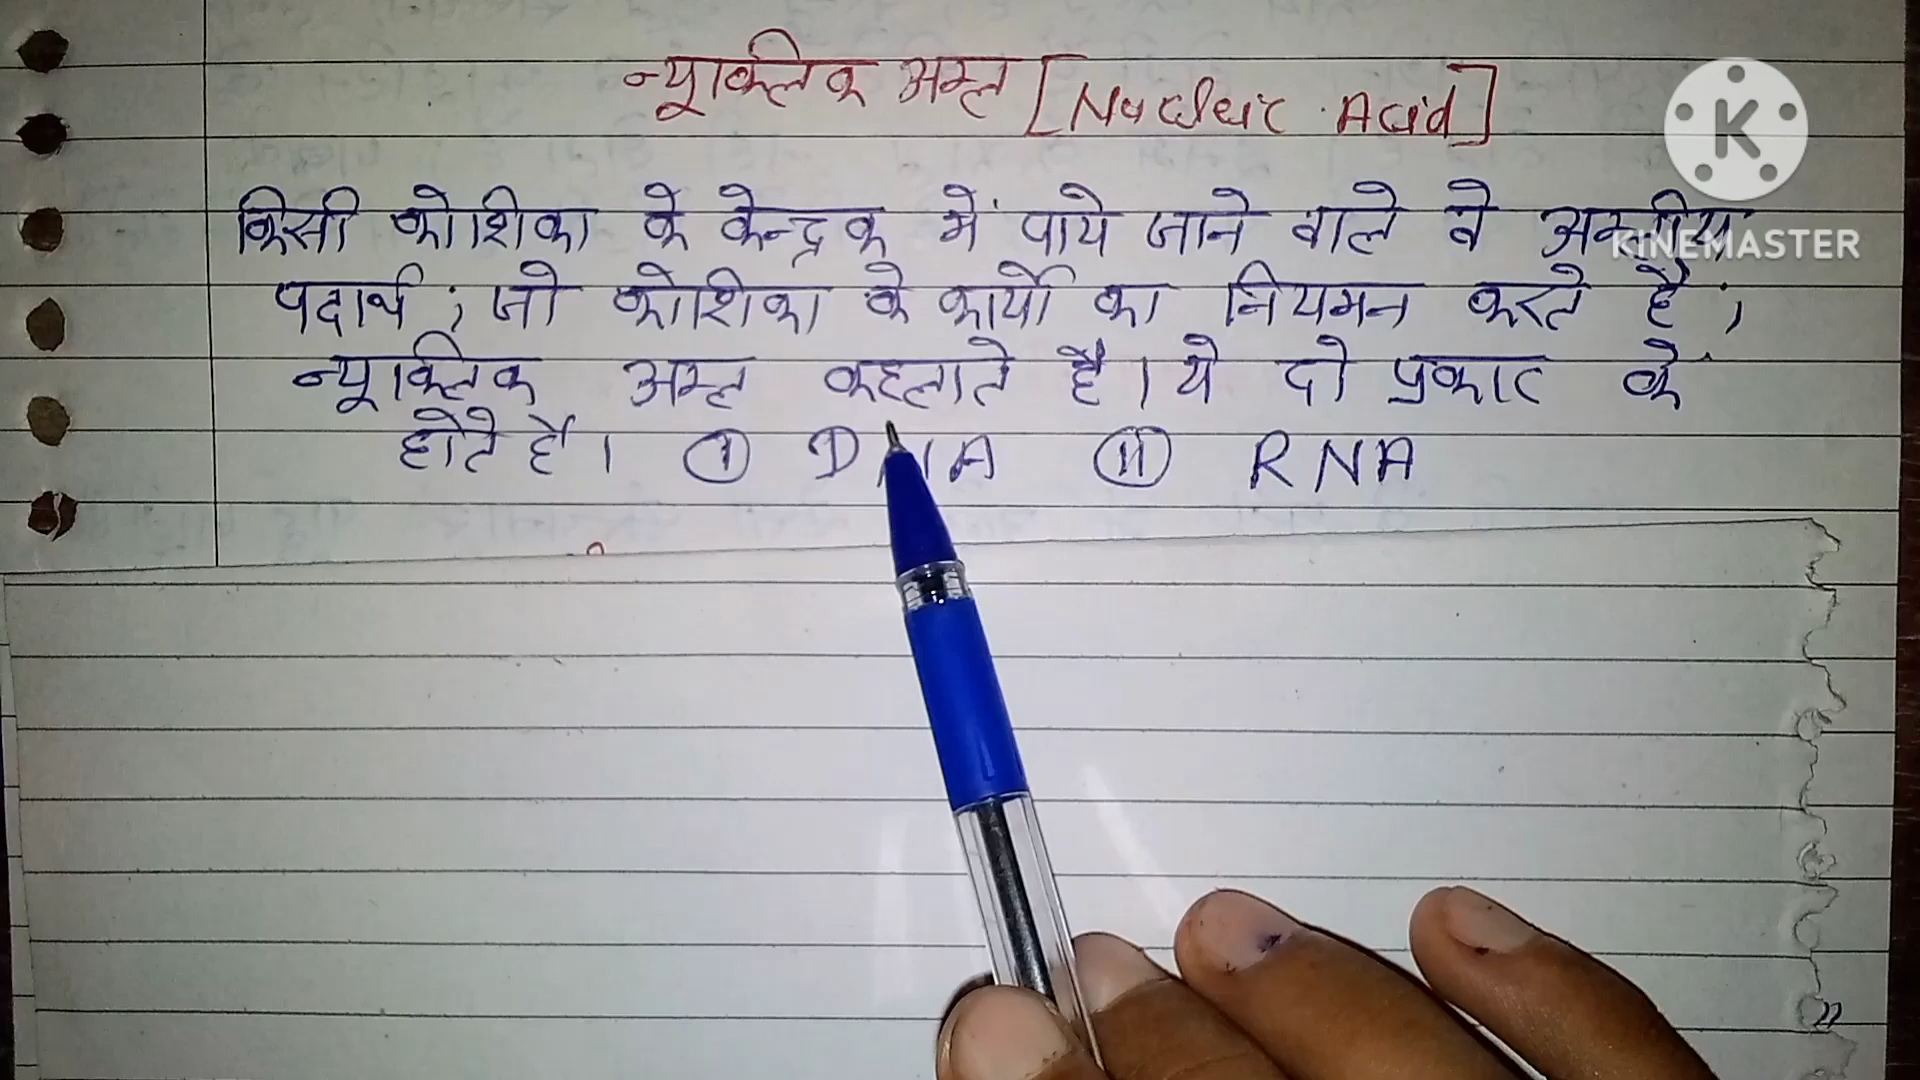 न्यूक्लिक अम्ल [Nucleic Acid]
किसी कोशिका के केन्द्रक में पाये जाने वाले वे अम्लीय
पदार्थ ; जो कोशिका के कार्यो का नियमन करते है ;
न्यूक्लिक अम्ल कहलाते है । ये दो प्रकार के
होते है । (I) DNA (II) RNA
K
KINEMASTER